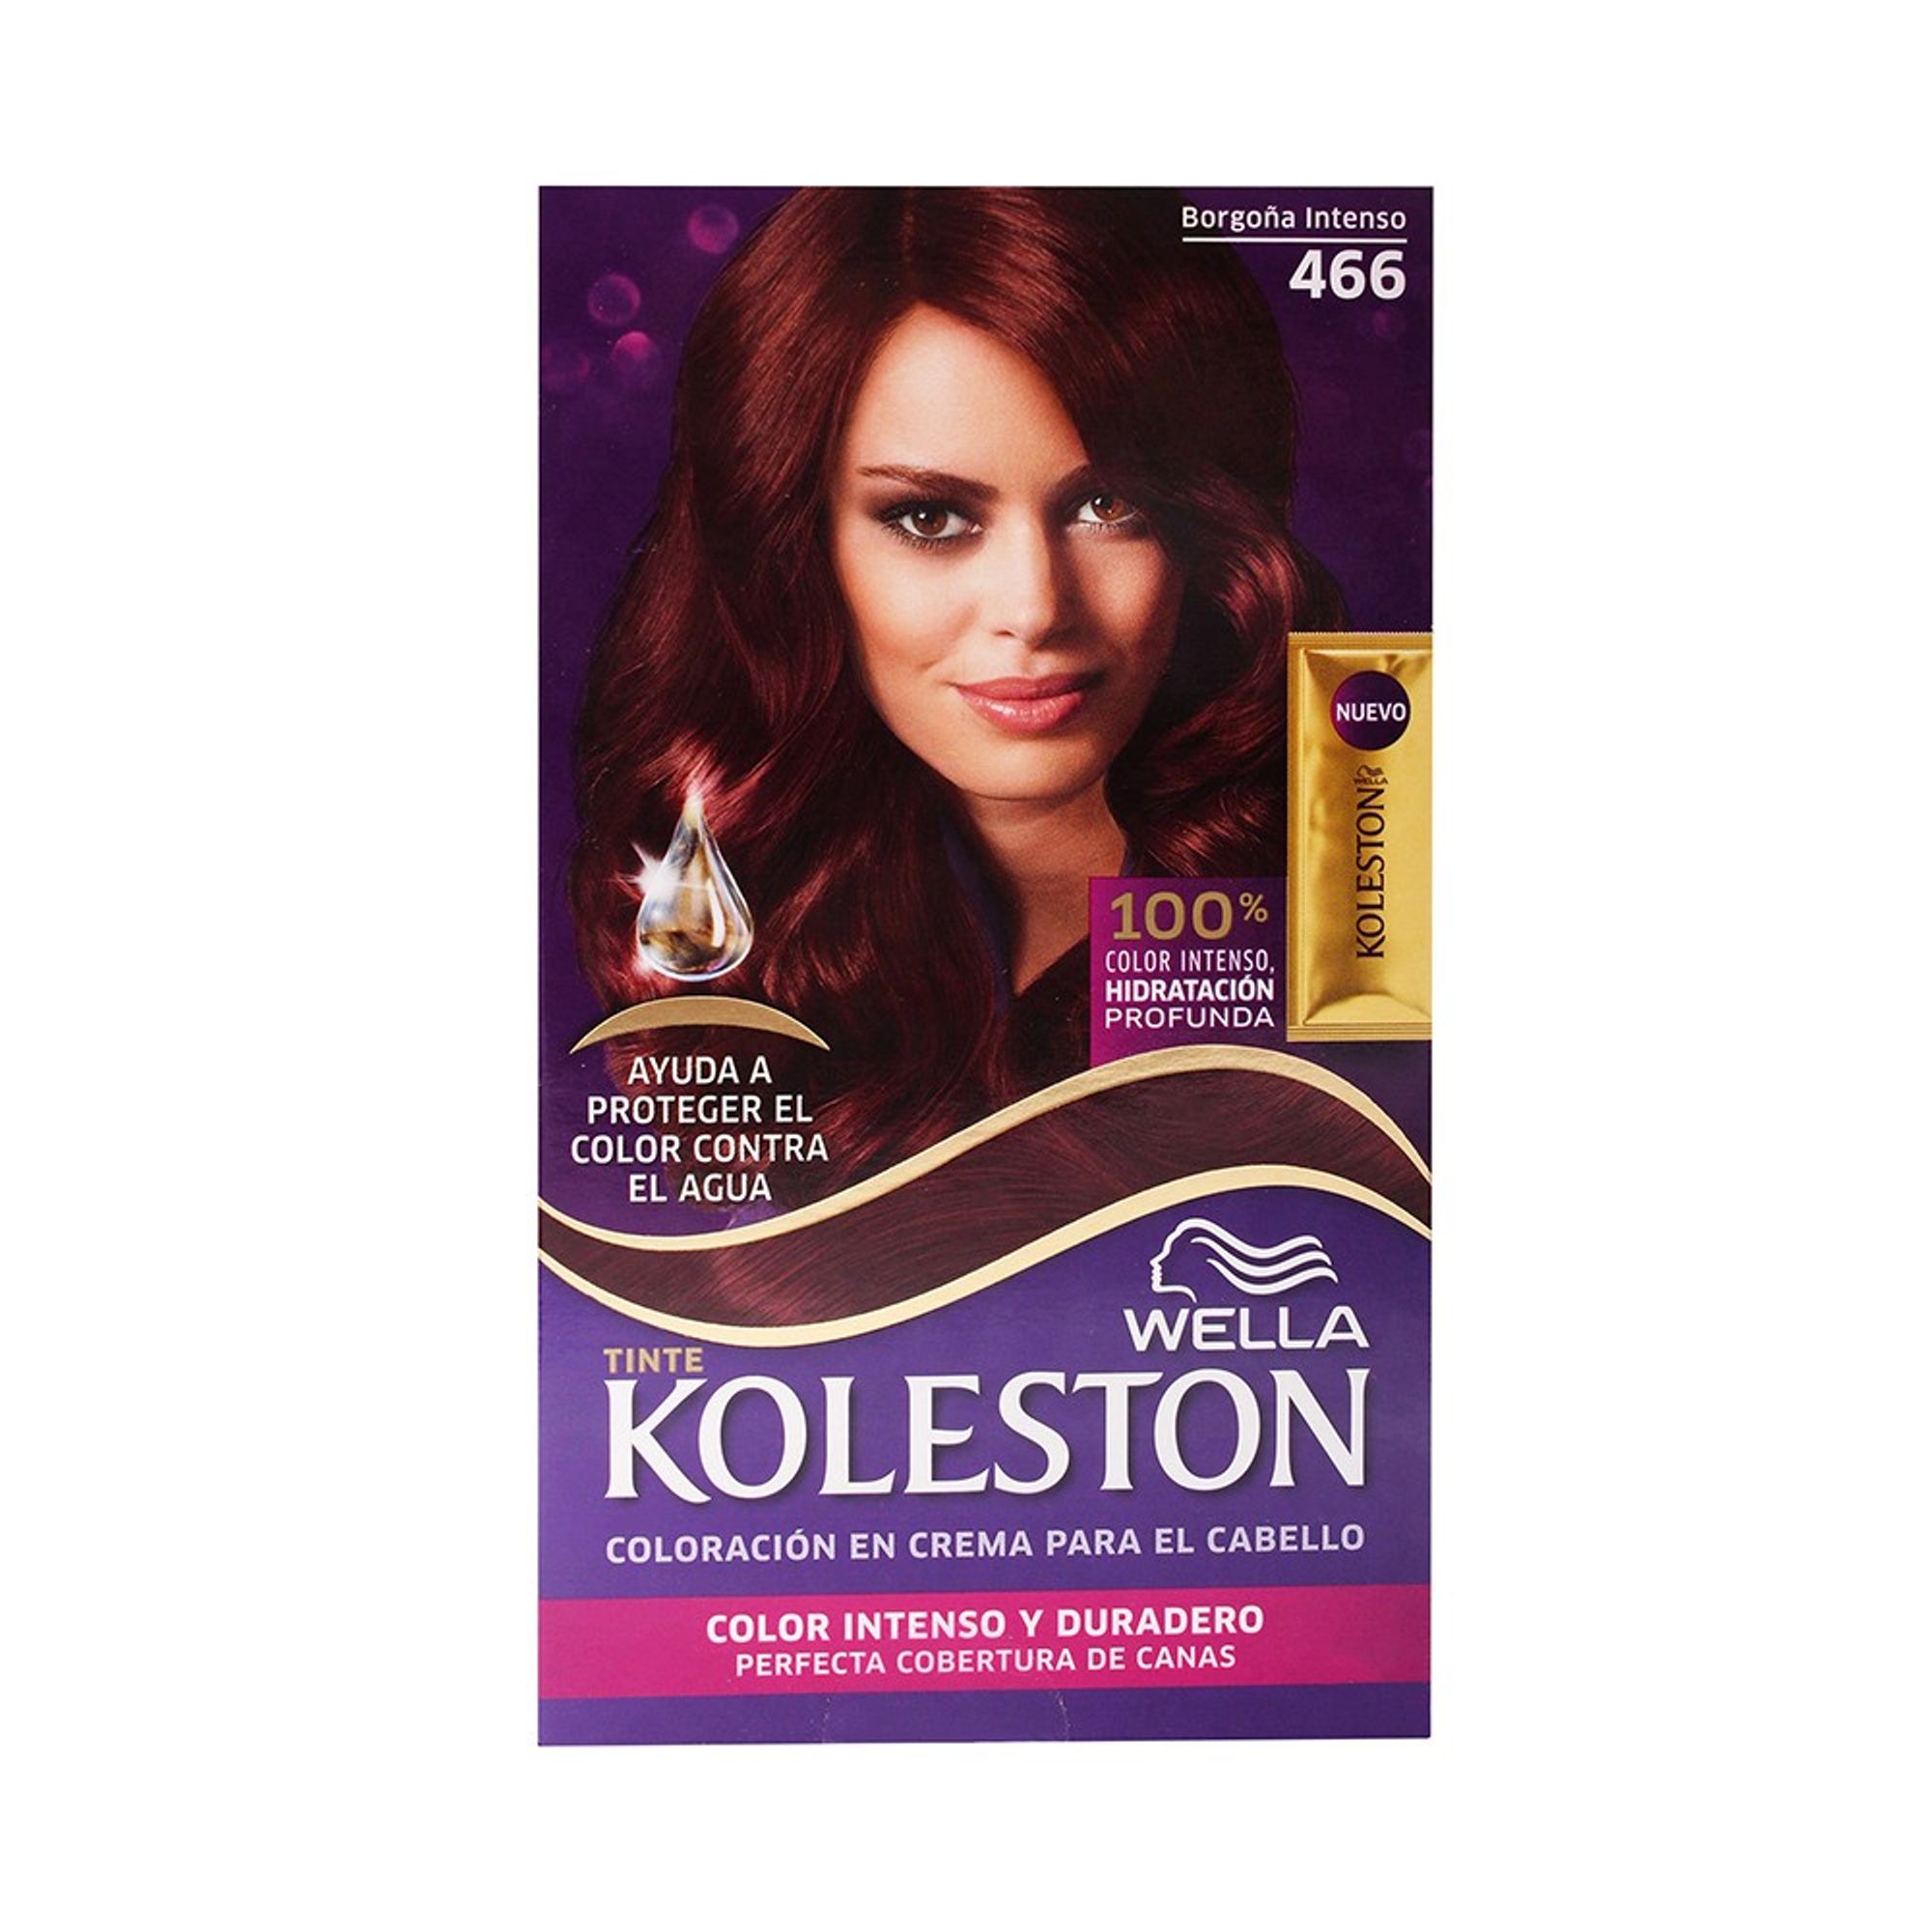 Borgoña Intenso
466
NUEVO
WELLA
KOLESTON
100%
COLOR INTENSO,
HIDRATACIÓN
PROFUNDA
AYUDA A
PROTEGER EL
COLOR CONTRA
EL AGUA
WELLA
TINTE
KOLESTON
COLORACIÓN EN CREMA PARA EL CABELLO
COLOR INTENSO Y DURADERO
PERFECTA COBERTURA DE CANAS